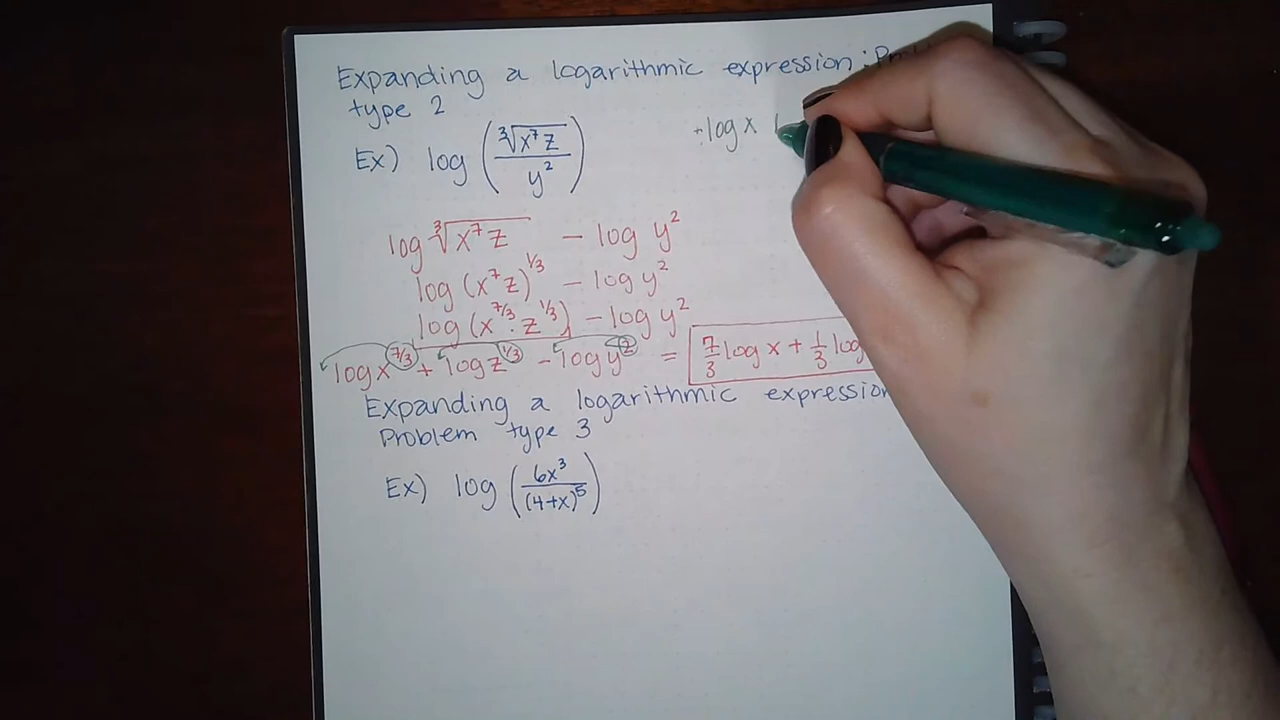 Expanding a logarithmic expression:
type 2
Ex) log (∛(x⁷z) / y²)
log x
log ∛(x⁷z) − log y²
log (x⁷z)^1/3 − log y²
log (x^7/3 · z^1/3) − log y²
log x^7/3 + log z^1/3 − log y² = 7/3 log x + 1/3 log
Expanding a logarithmic expression
Problem type 3
Ex) log (6x³ / (4+x)⁵)